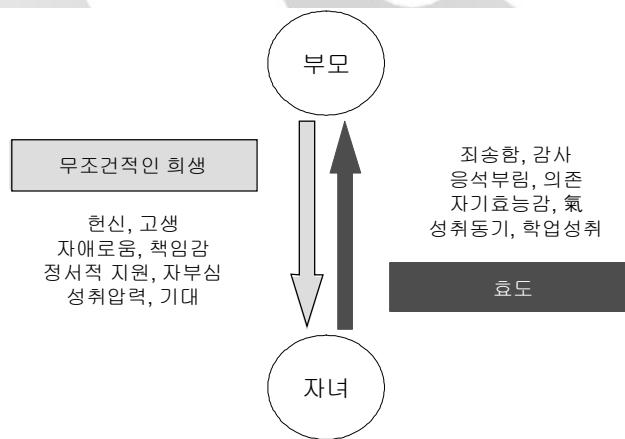 부모
무조건적인 희생
헌신, 고생
자애로움, 책임감
정서적 지원, 자부심
성취압력, 기대
죄송함, 감사
응석부림, 의존
자기효능감, 氣
성취동기, 학업성취
효도
자녀